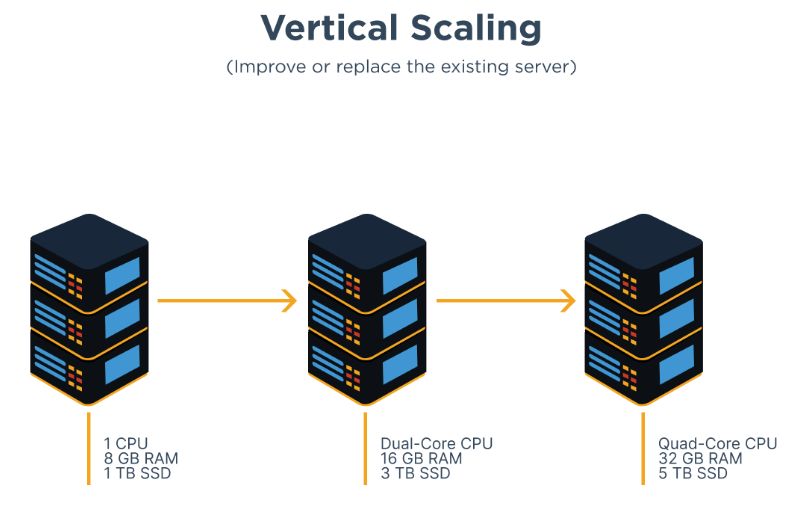 Vertical Scaling
(Improve or replace the existing server)
1 CPU
8 GB RAM
1 TB SSD
Dual-Core CPU
16 GB RAM
3 TB SSD
Quad-Core CPU
32 GB RAM
5 TB SSD